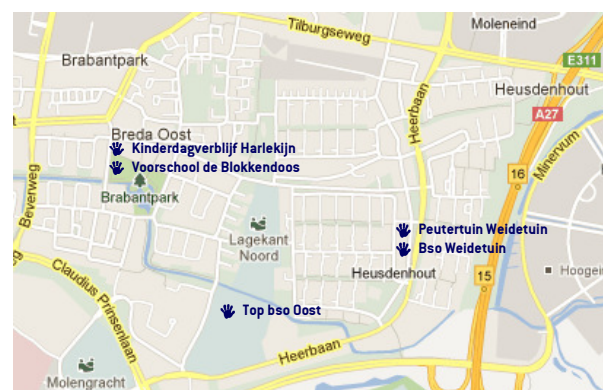 Tilburgseweg
Moleneind
Brabantpark
E311
Heusdenhout
Heerbaan
A27
Breda Oost
Kinderdagverblijf Harlekijn
Minervum
Voorschool de Blokkendoos
16
Brabantpark
Beverweg
Peutertuin Weidetuin
Lagekant
Noord
Bso Weidetuin
Claudius Prinsenlaan
Heusdenhout
15
Hoogein
Top bso Oost
Heerbaan
Molengracht